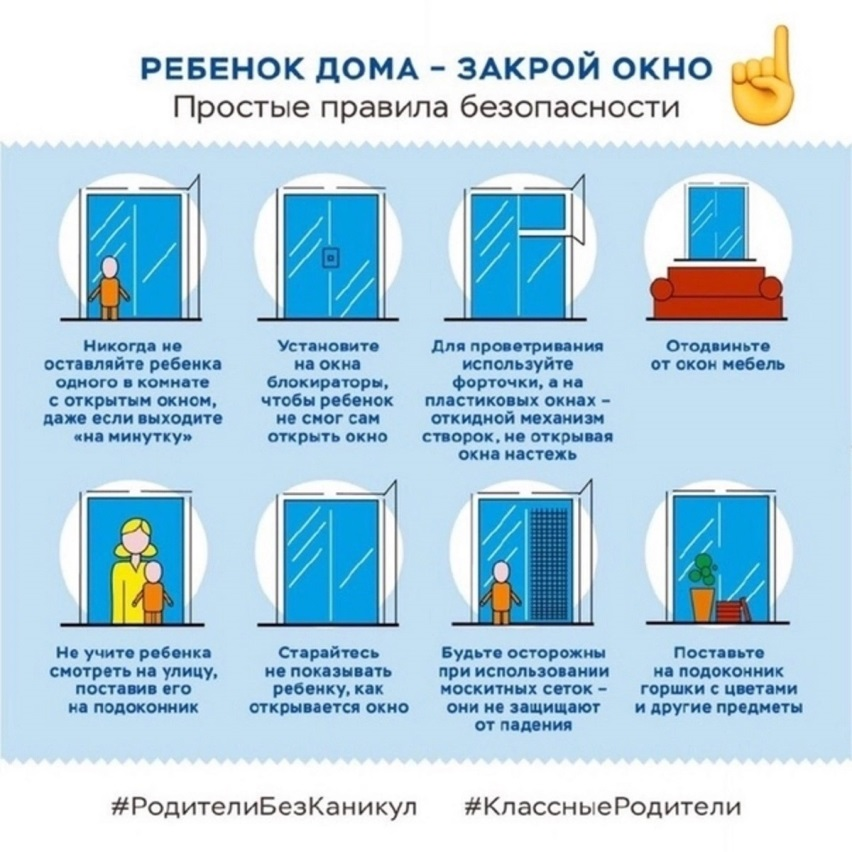 РЕБЕНОК ДОМА – ЗАКРОЙ ОКНО
Простые правила безопасности
Никогда не
оставляйте ребенка
одного в комнате
с открытым окном,
даже если выходите
«на минутку»
Установите
на окна
блокираторы,
чтобы ребенок
не смог сам
открыть окно
Для проветривания
используйте
форточки, а на
пластиковых окнах –
откидной механизм
створок, не открывая
окна настежь
Отодвиньте
от окон мебель
Не учите ребенка
смотреть на улицу,
поставив его
на подоконник
Старайтесь
не показывать
ребенку, как
открывается окно
Будьте осторожны
при использовании
москитных сеток –
они не защищают
от падения
Поставьте
на подоконник
горшки с цветами
и другие предметы
#РодителиБезКаникул #КлассныеРодители